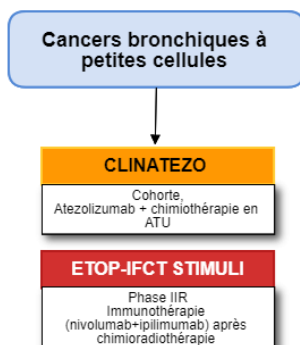 Cancers bronchiques à
petites cellules
CLINATEZO
Cohorte,
Atezolizumab + chimiothérapie en
ATU
ETOP-IFCT STIMULI
Phase IIR
Immunothérapie
(nivolumab+ipilimumab) après
chimioradiothérapie